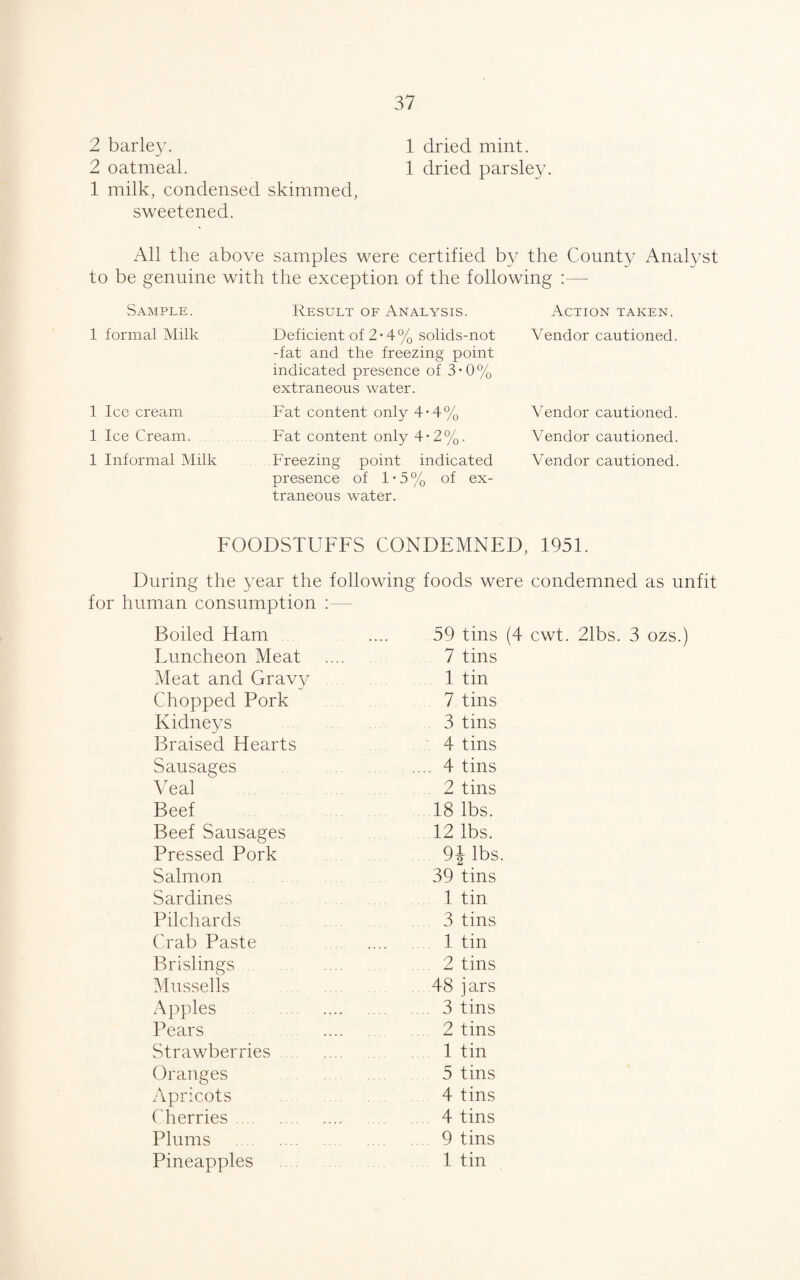 37
2 barley. 1 dried mint.
2 oatmeal. 1 dried parsley.
1 milk, condensed skimmed,
sweetened.
All the above samples were certified by the County Analyst
to be genuine with the exception of the following :—
Sample. Result of Analysis. Action taken.
1 formal Milk Deficient of 2·4% solids-not Vendor cautioned.
-fat and the freezing point
indicated presence of 3·0%
extraneous water.
1 Ice cream Fat content only 4·4% Vendor cautioned.
1 Ice Cream. Fat content only 4·2%. Vendor cautioned.
1 Informal Milk Freezing point indicated Vendor cautioned.
presence of 1·5% of ex-
traneous water.
FOODSTUFFS CONDEMNED, 1951.
During the year the following foods were condemned as unfit
for human consumption :—
Boiled Ham .... 59 tins (4 cwt. 2lbs. 3 ozs.)
Luncheon Meat .... 7 tins
Meat and Gravy 1 tin
Chopped Pork 7 tins
Kidneys 3 tins
Braised Hearts 4 tins
Sausages .... 4 tins
Veal 2 tins
Beef 18 lbs.
Beef Sausages 12 lbs.
Pressed Pork 9½ lbs.
Salmon 39 tins
Sardines 1 tin
Pilchards 3 tins
Crab Paste .... 1 tin
Brislings .... 2 tins
Mussells 48 jars
Apples .... 3 tins
Pears .... 2 tins
Strawberries .... 1 tin
Oranges 5 tins
Apricots 4 tins
Cherries .... 4 tins
Plums .... 9 tins
Pineapples .... 1 tin